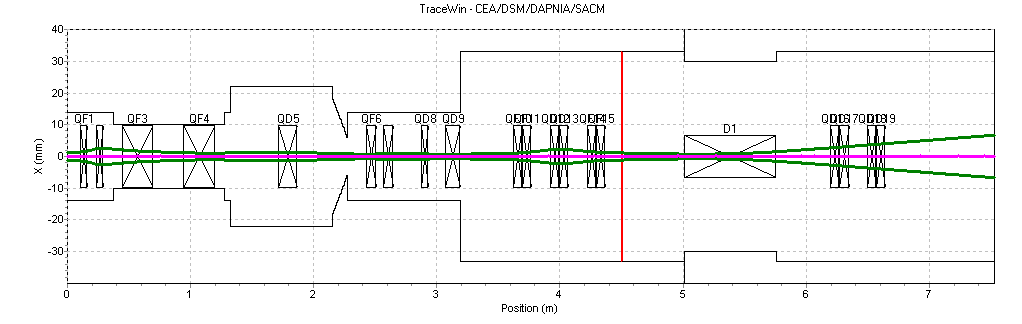 TraceWin - CEA/DSM/DAPNIA/SACM
40
30
20
10
0
-10
-20
-30
X (mm)
QF1 QF3 QF4 QD5 QF6 QD8 QD9 D1
0 1 2 3 4 5 6 7
Position (m)